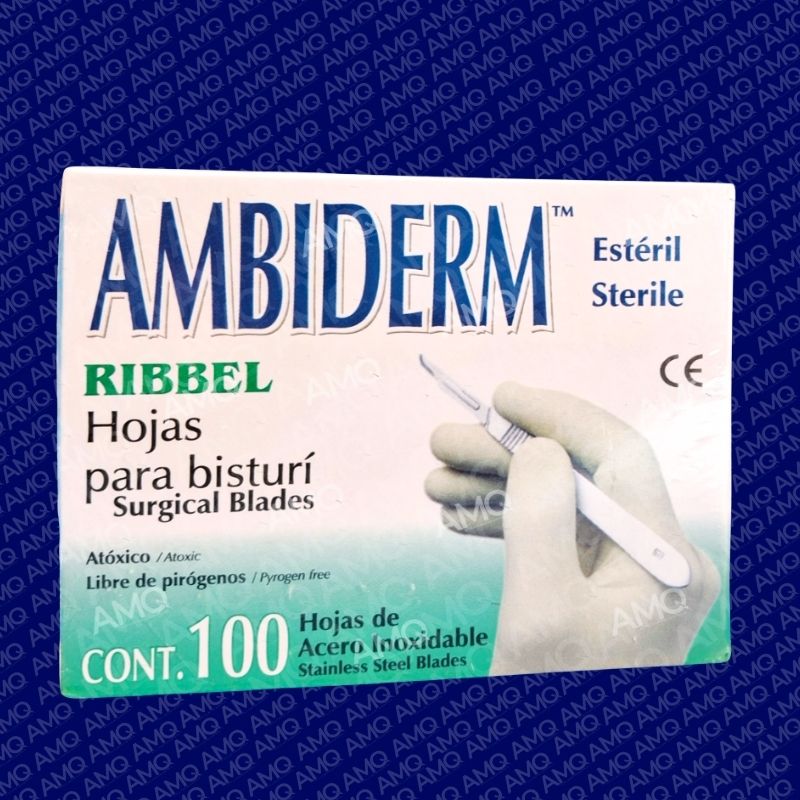 AMBIDERM™
Estéril
Sterile
CE
RIBBEL
Hojas
para bisturí
Surgical Blades
Atóxico / Atoxic
Libre de pirógenos / Pyrogen free
CONT. 100
Hojas de
Acero Inoxidable
Stainless Steel Blades
AMQ